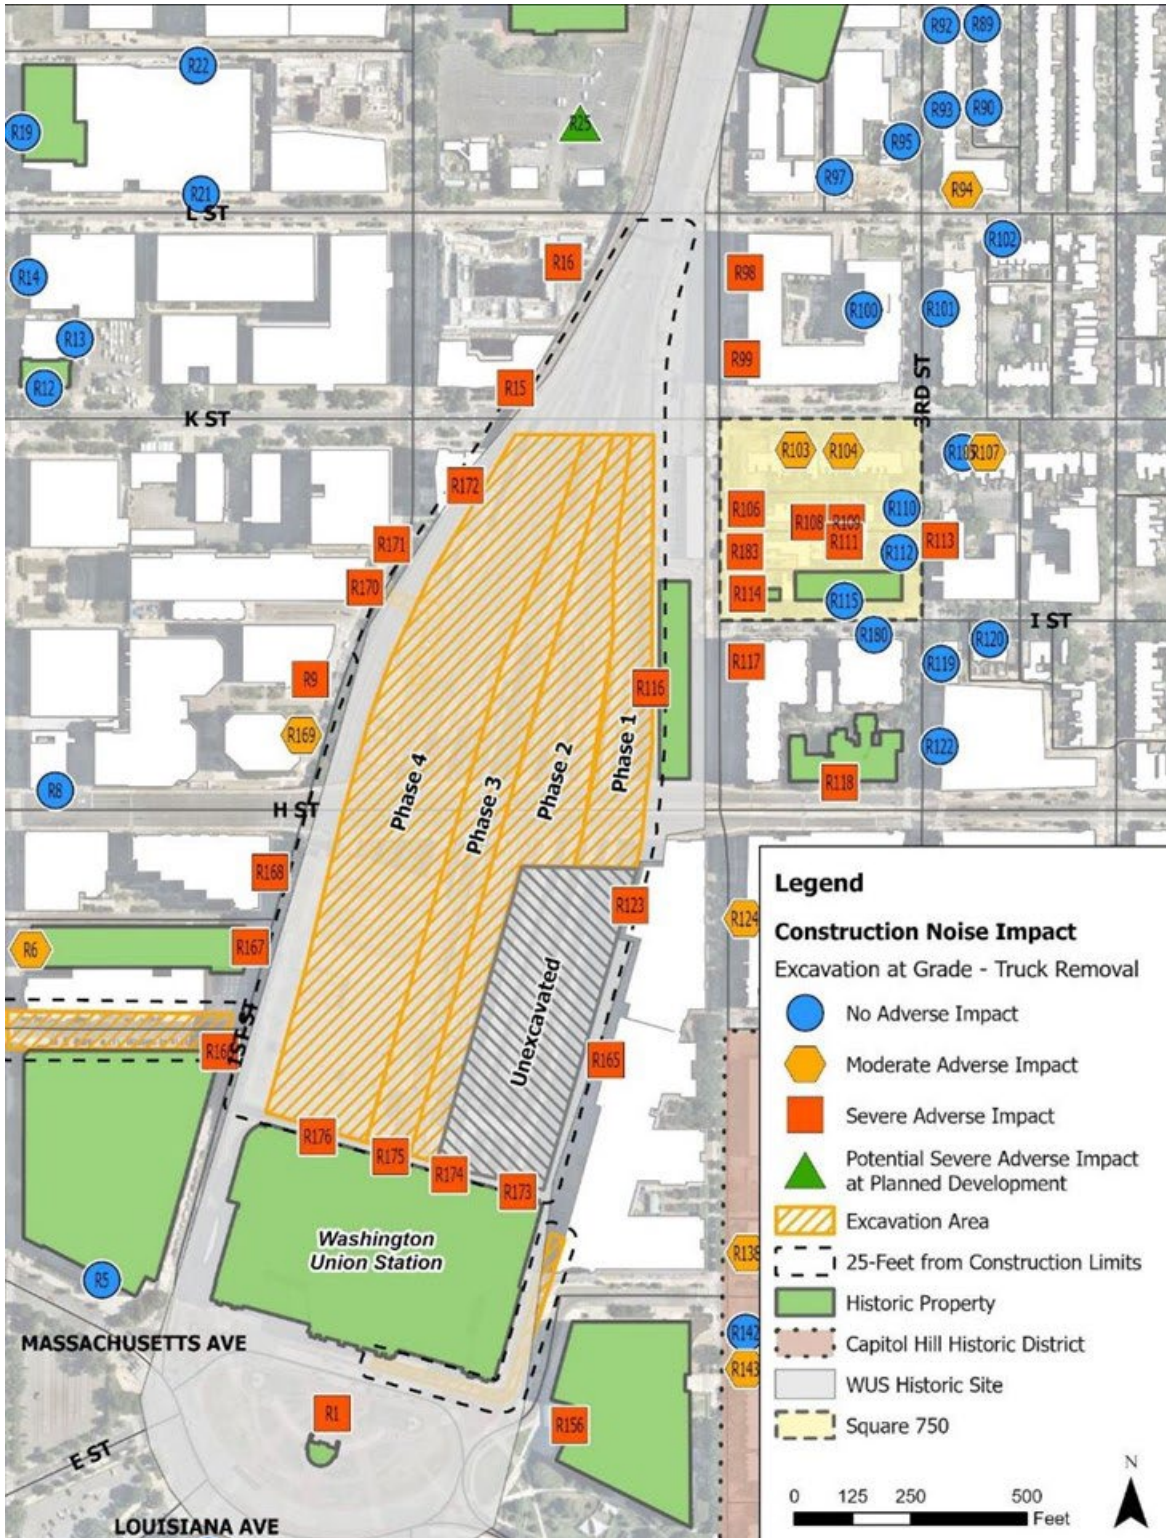 R22
R92
R89
R19
R25
R93
R90
R95
R97
R21
R94
L ST
R102
R14
R16
R98
R13
R100
R101
R12
R15
R99
3RD ST
K ST
R103
R104
R107
R172
R106
R108
R109
R110
R171
R183
R111
R112
R113
R170
R114
R115
I ST
R180
R120
R9
R117
R119
R116
R169
R122
R8
Phase 4
Phase 3
Phase 2
Phase 1
R118
H ST
R168
R123
R124
R6
R167
Unexcavated
1ST ST
R165
R176
R175
R174
R173
Washington
Union Station
R5
R138
R142
MASSACHUSETTS AVE
R143
R1
R156
E ST
LOUISIANA AVE
Legend
Construction Noise Impact
Excavation at Grade - Truck Removal
No Adverse Impact
Moderate Adverse Impact
Severe Adverse Impact
Potential Severe Adverse Impact
at Planned Development
Excavation Area
25-Feet from Construction Limits
Historic Property
Capitol Hill Historic District
WUS Historic Site
Square 750
N
0 125 250 500
Feet